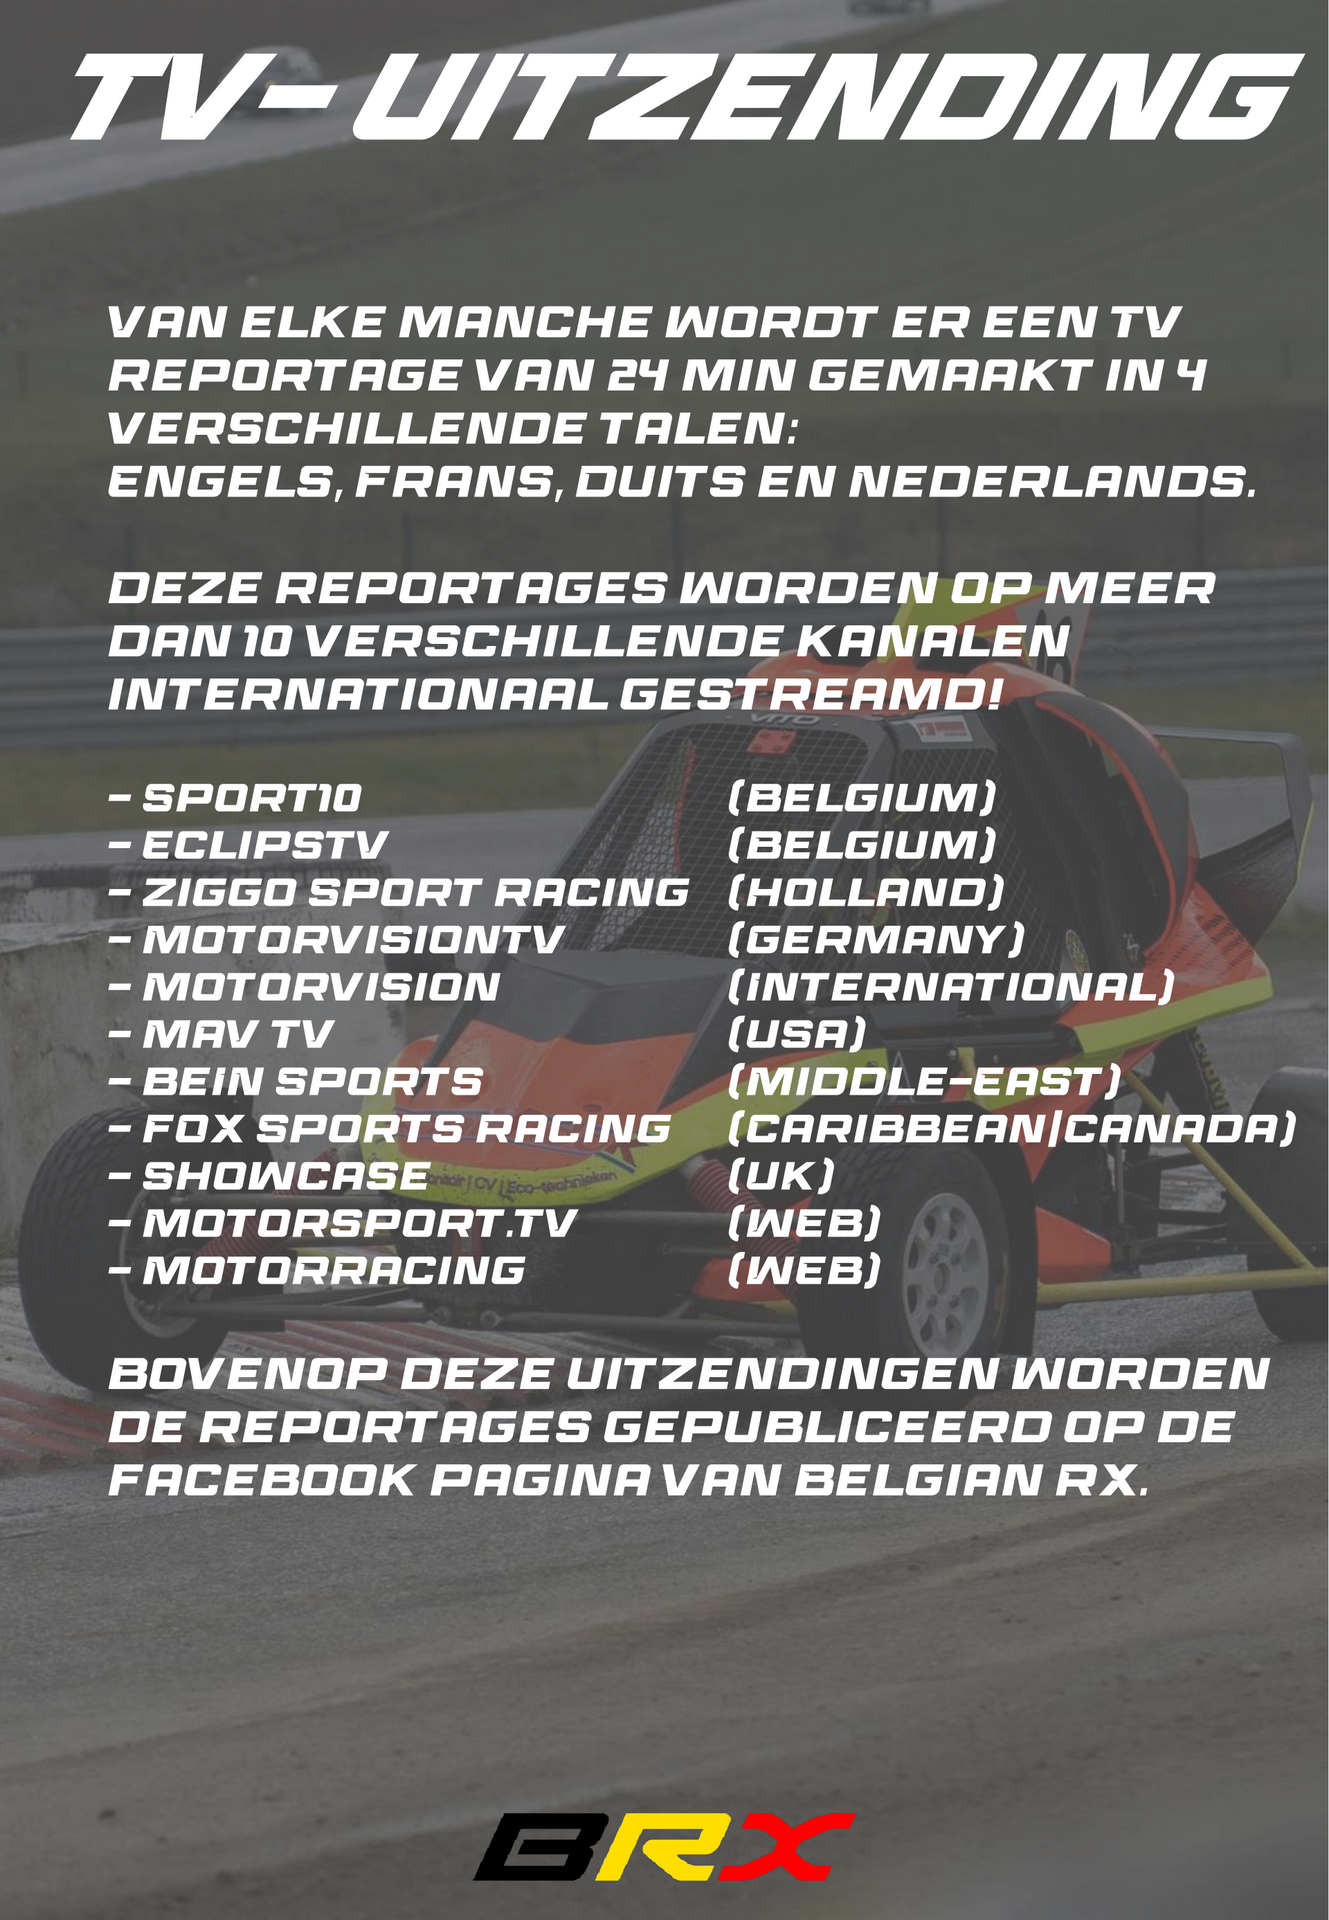 TV-UITZENDING
VAN ELKE MANCHE WORDT ER EEN TV
REPORTAGE VAN 24 MIN GEMAAKT IN 4
VERSCHILLENDE TALEN:
ENGELS, FRANS, DUITS EN NEDERLANDS.
DEZE REPORTAGES WORDEN OP MEER
DAN 10 VERSCHILLENDE KANALEN
INTERNATIONAAL GESTREAMD!
VITO
- SPORT10 (BELGIUM)
- ECLIPSTV (BELGIUM)
- ZIGGO SPORT RACING (HOLLAND)
- MOTORVISIONTV (GERMANY)
- MOTORVISION (INTERNATIONAL)
- MAV TV (USA)
- BEIN SPORTS (MIDDLE-EAST)
- FOX SPORTS RACING (CARIBBEAN|CANADA)
- SHOWCASE (UK)
| CV | Eco-technieken
- MOTORSPORT.TV (WEB)
- MOTORRACING (WEB)
BOVENOP DEZE UITZENDINGEN WORDEN
DE REPORTAGES GEPUBLICEERD OP DE
FACEBOOK PAGINA VAN BELGIAN RX.
BRX